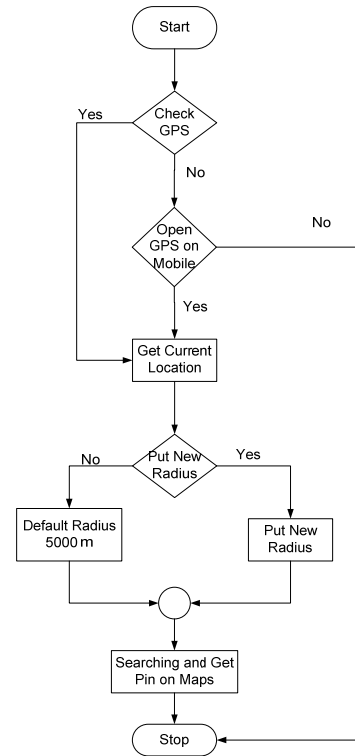 Start
Check
GPS
Yes
No
Open
GPS on
Mobile
No
Yes
Get Current
Location
Put New
Radius
No
Yes
Default Radius
5000 m
Put New
Radius
Searching and Get
Pin on Maps
Stop